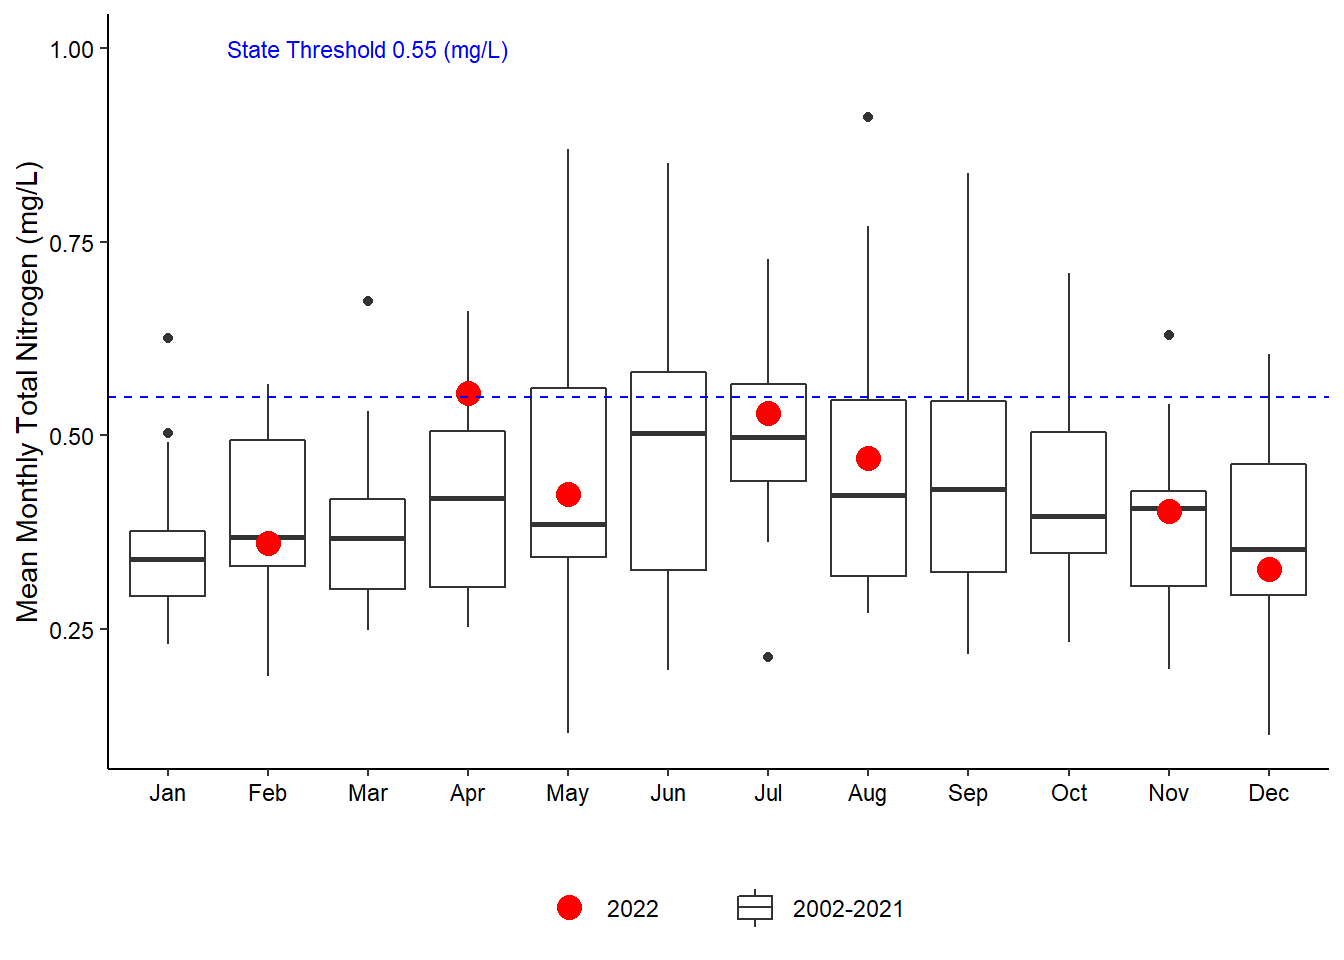 State Threshold 0.55 (mg/L)
Mean Monthly Total Nitrogen (mg/L)
1.00
0.75
0.50
0.25
Jan Feb Mar Apr May Jun Jul Aug Sep Oct Nov Dec
2022 2002-2021